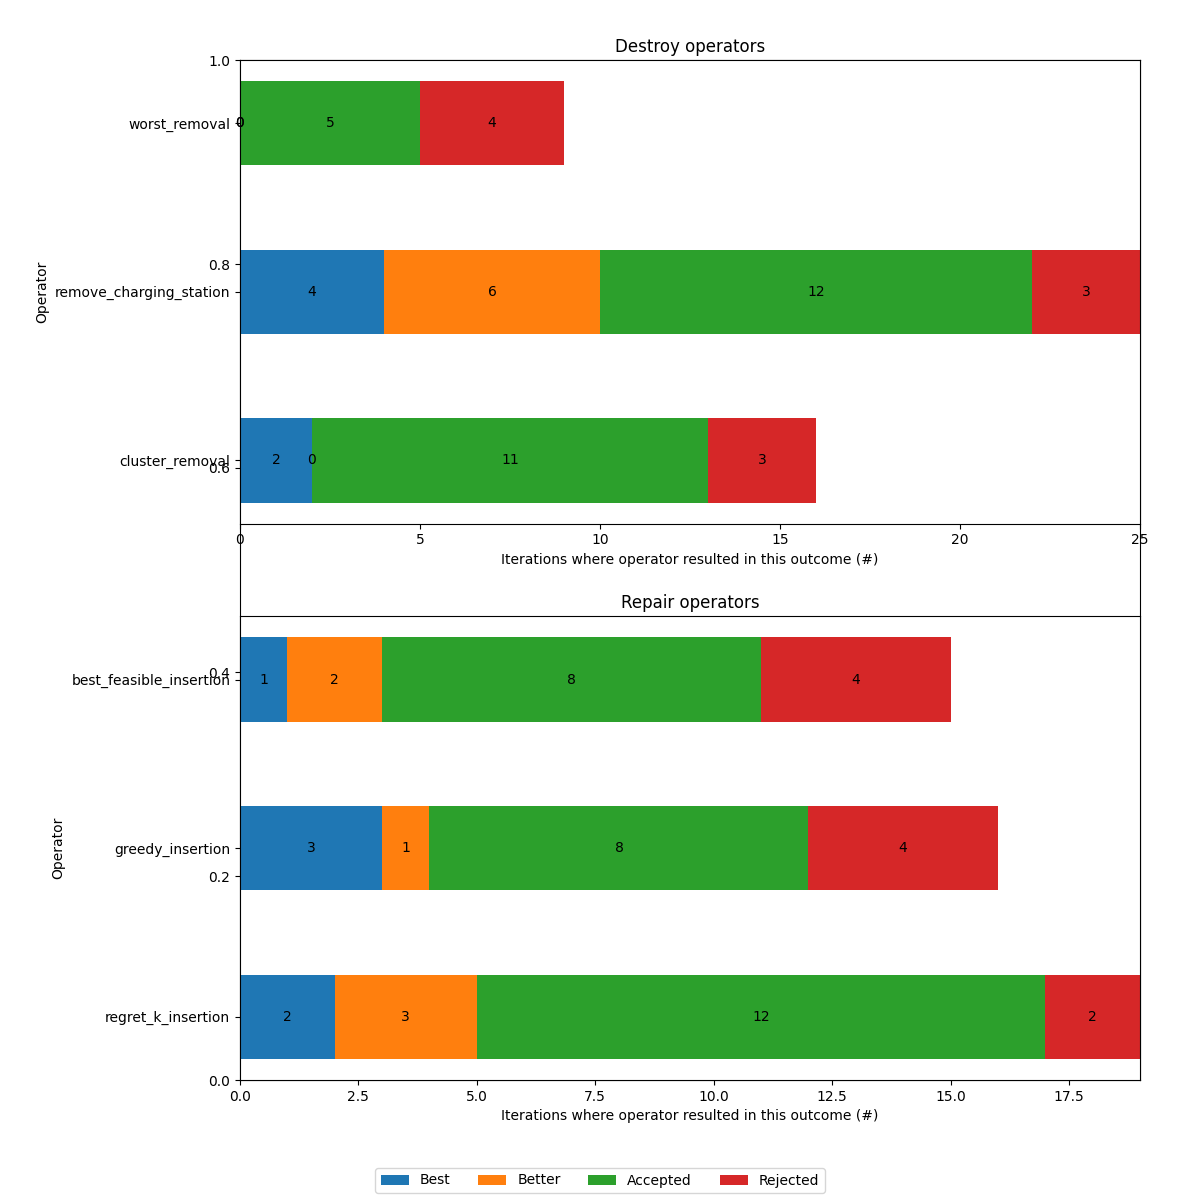 Destroy operators
1.0
worst_removal 0 0 5 4
0.8
Operator
remove_charging_station 4 6 12 3
cluster_removal 2 0 11 3
0.6
0 5 10 15 20 25
Iterations where operator resulted in this outcome (#)
Repair operators
0.4
best_feasible_insertion 1 2 8 4
Operator
greedy_insertion 3 1 8 4
0.2
regret_k_insertion 2 3 12 2
0.0
0.0 2.5 5.0 7.5 10.0 12.5 15.0 17.5
Iterations where operator resulted in this outcome (#)
Best Better Accepted Rejected